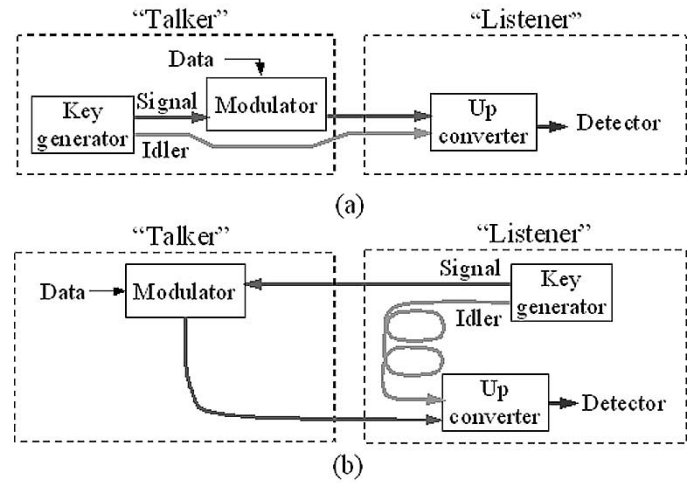 “Talker”
“Listener”
Data
Signal
Modulator
Key
generator
Idler
Up
converter
Detector
(a)
“Talker”
“Listener”
Data
Modulator
Signal
Key
generator
Idler
Up
converter
Detector
(b)